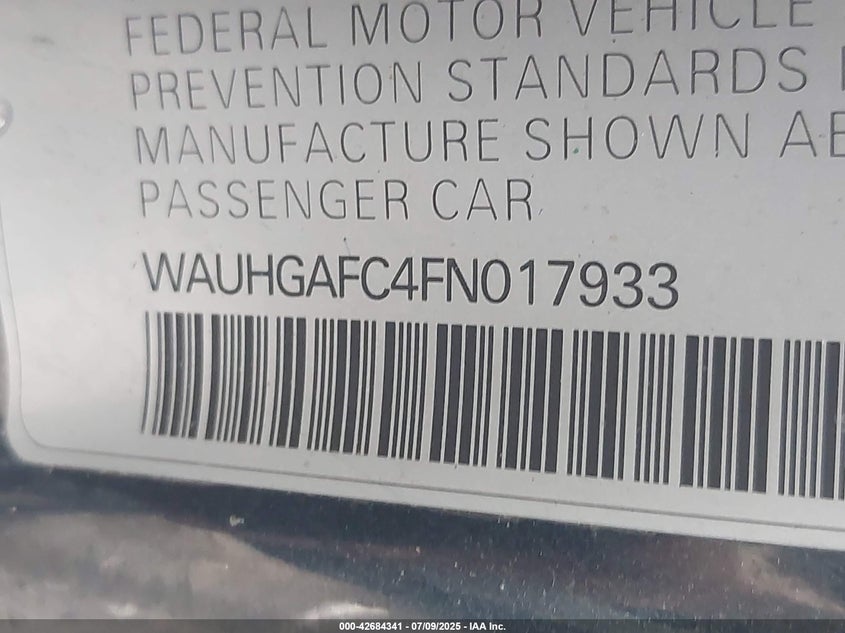 FEDERAL MOTOR VEHICLE
PREVENTION STANDARDS
MANUFACTURE SHOWN
PASSENGER CAR
WAUHGAFC4FN017933
000-42684341 - 07/09/2025 - IAA Inc.